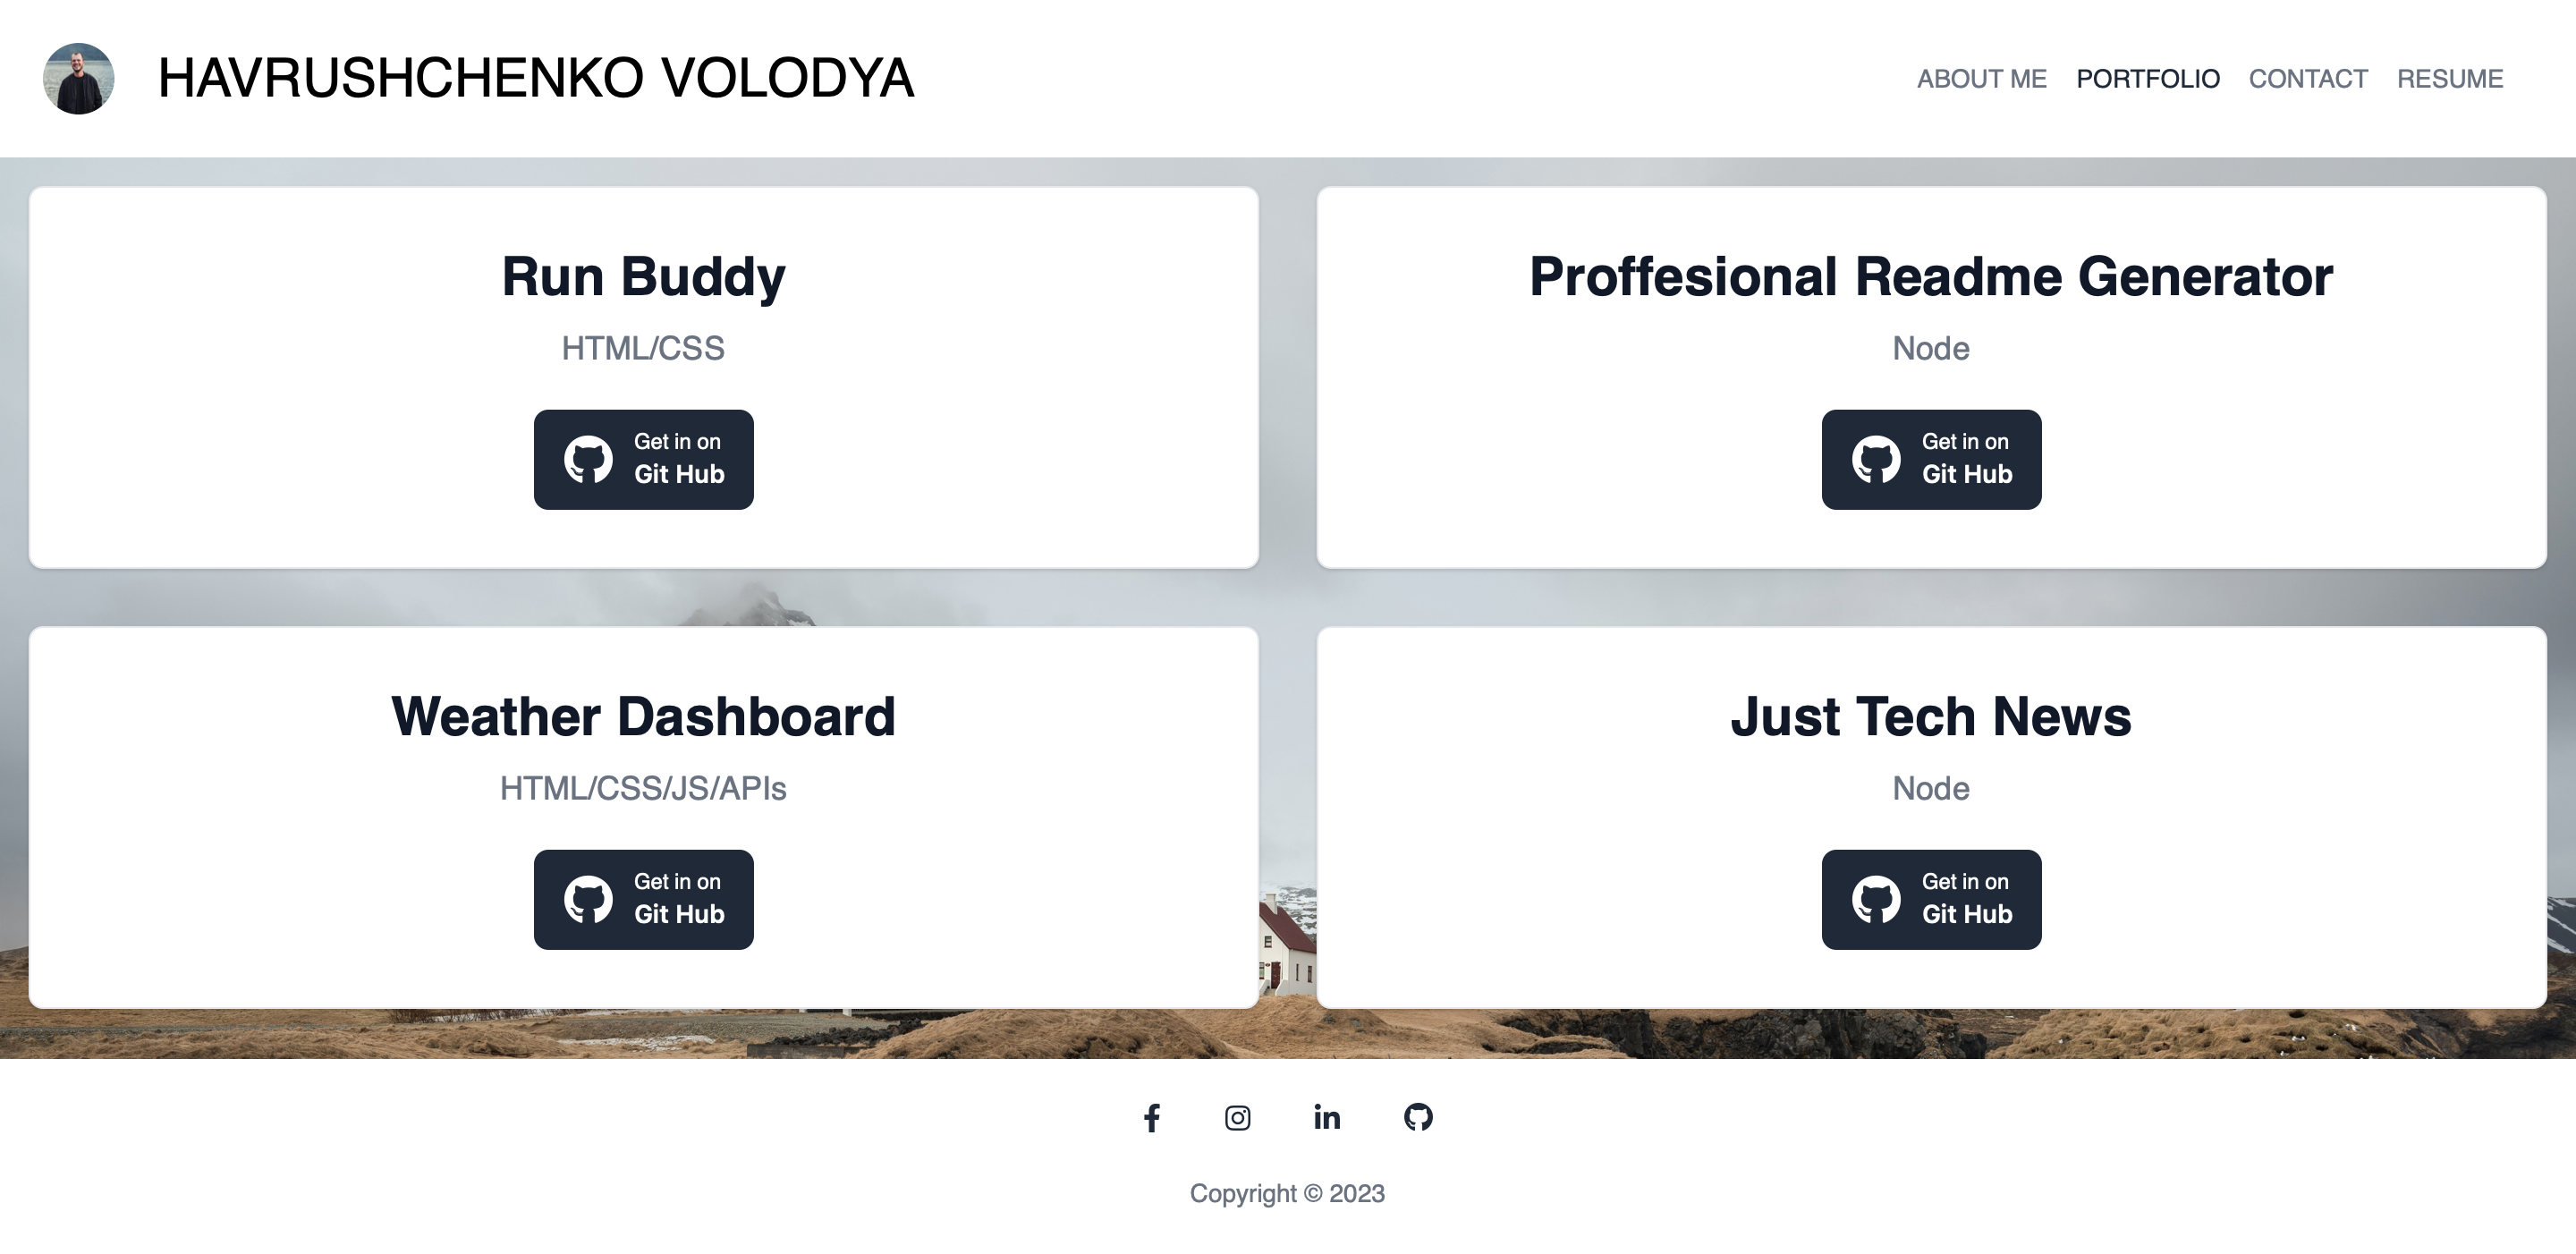 HAVRUSHCHENKO VOLODYA
ABOUT ME PORTFOLIO CONTACT RESUME
Run Buddy
HTML/CSS
Get in on
Git Hub
Proffesional Readme Generator
Node
Get in on
Git Hub
Weather Dashboard
HTML/CSS/JS/APIs
Get in on
Git Hub
Just Tech News
Node
Get in on
Git Hub
Copyright © 2023